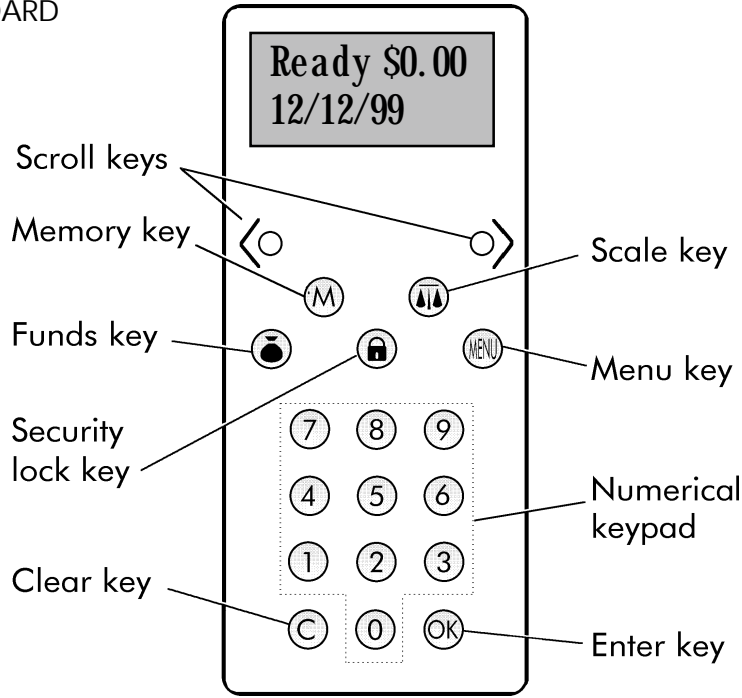 Ready $0.00
12/12/99
Scroll keys
Memory key
Scale key
M
Funds key
MENU
Menu key
Security
lock key
7 8 9
4 5 6
1 2 3
Numerical
keypad
Clear key
C 0 OK
Enter key